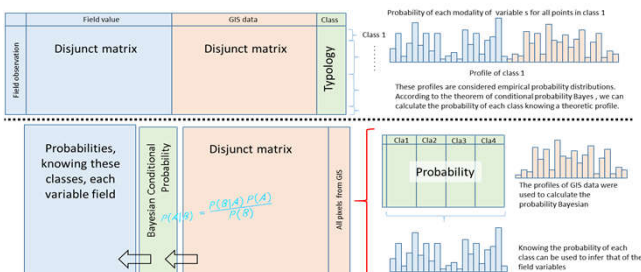 Field value
GIS data
Class
Field observation
Disjunct matrix
Disjunct matrix
Typology
Class 1
Probability of each modality of variable s for all points in class 1
Profile of class 1
These profiles are considered empirical probability distributions.
According to the theorem of conditional probability Bayes , we can
calculate the probability of each class knowing a theoretic profile.
Probabilities,
knowing these
classes, each
variable field
Bayesian Conditional
Probability
Disjunct matrix
P(A|B) = P(B|A) P(A)
P(B)
All pixels from GIS
Cla1
Cla2
Cla3
Cla4
Probability
The profiles of GIS data were
used to calculate the
probability Bayesian
Knowing the probability of each
class can be used to infer that of the
field variables